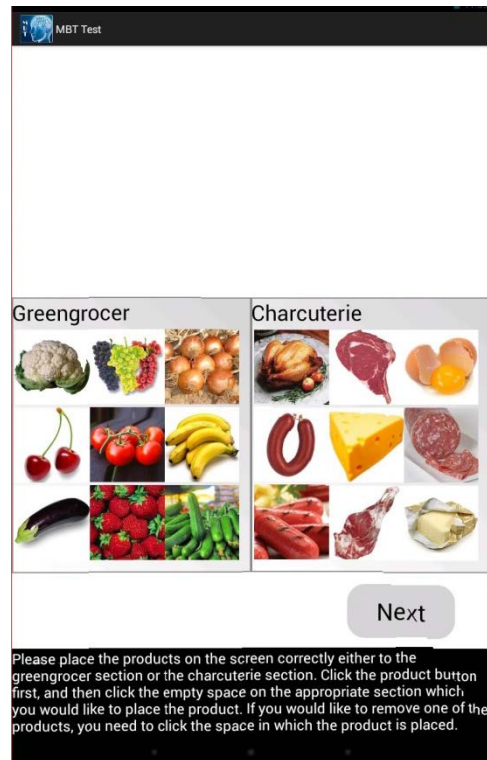 MBT
MBT Test
Greengrocer
Charcuterie
Next
Please place the products on the screen correctly either to the
greengrocer section or the charcuterie section. Click the product button
first, and then click the empty space on the appropriate section which
you would like to place the product. If you would like to remove one of the
products, you need to click the space in which the product is placed.